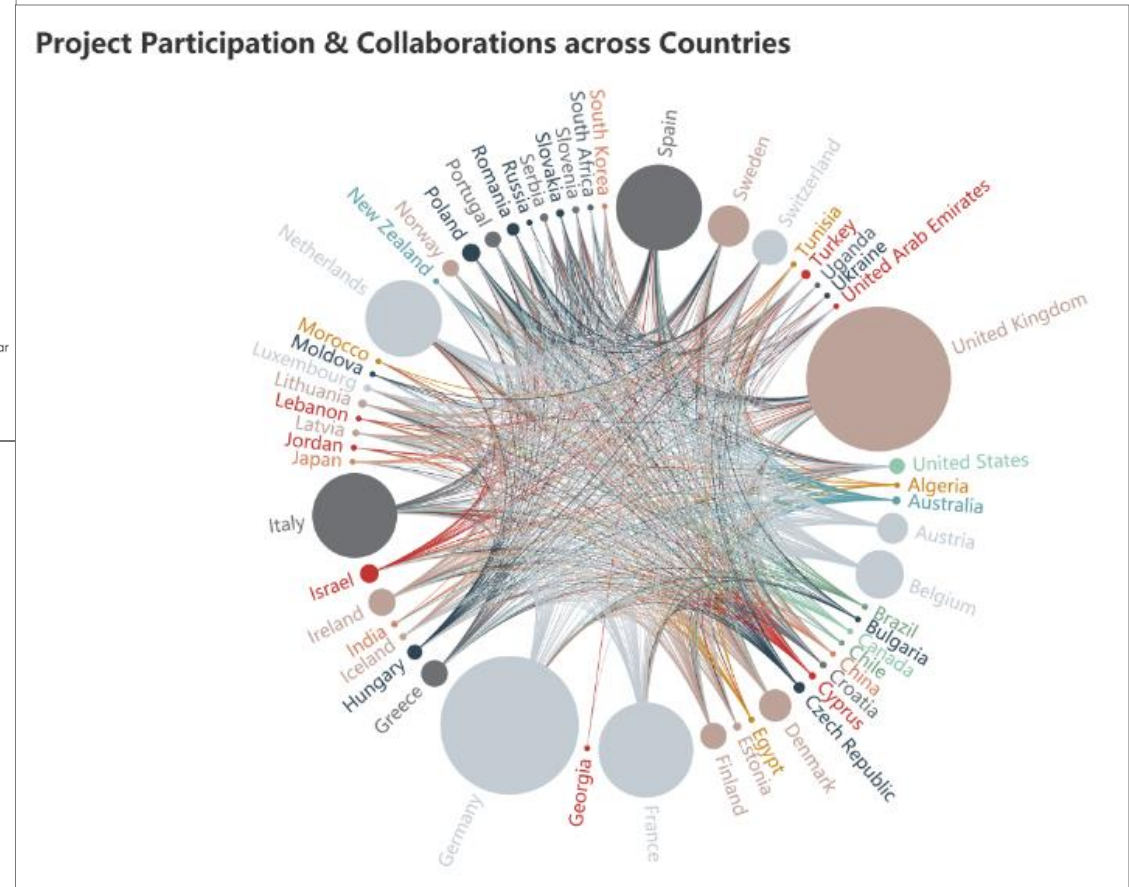 Project Participation & Collaborations across Countries
Spain
Sweden
Switzerland
Tunisia
Turkey
Uganda
Ukraine
United Arab Emirates
United Kingdom
United States
Algeria
Australia
Austria
Belgium
Brazil
Bulgaria
Canada
Chile
China
Croatia
Cyprus
Czech Republic
Denmark
Egypt
Estonia
Finland
France
Georgia
Germany
Greece
Hungary
Iceland
India
Ireland
Israel
Italy
Japan
Jordan
Latvia
Lebanon
Lithuania
Luxembourg
Moldova
Morocco
Netherlands
New Zealand
Norway
Poland
Portugal
Romania
Russia
Serbia
Slovakia
Slovenia
South Africa
South Korea